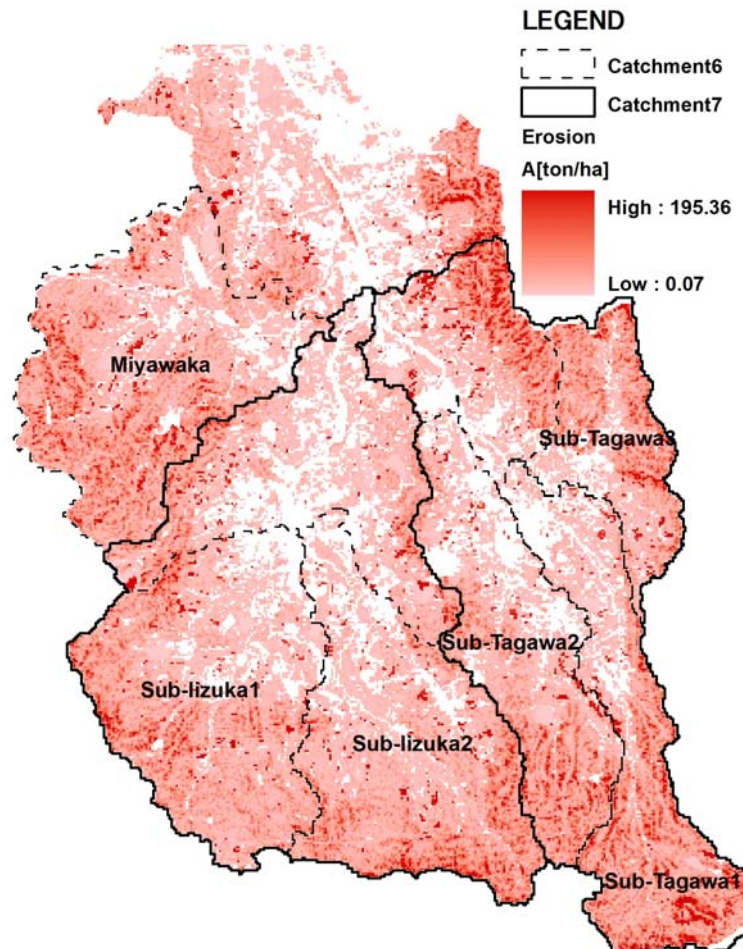 LEGEND
Catchment6
Catchment7
Erosion
A[ton/ha]
High : 195.36
Low : 0.07
Miyawaka
Sub-Tagawa3
Sub-Tagawa2
Sub-Iizuka1
Sub-Iizuka2
Sub-Tagawa1